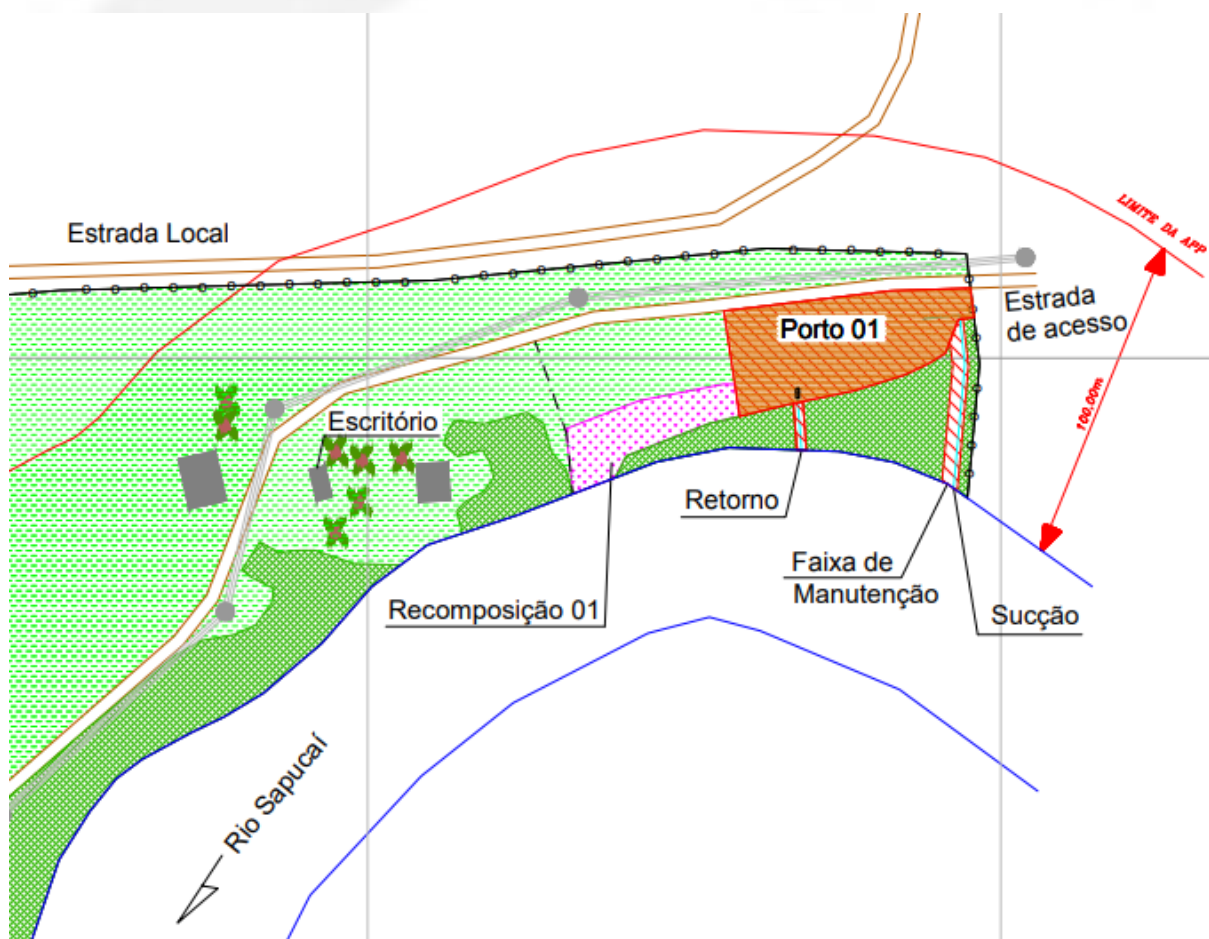 LIMITE DA APP
Estrada Local
Estrada
de acesso
Porto 01
100.00m
Escritório
Retorno
Faixa de
Manutenção
Recomposição 01
Sucção
Rio Sapucaí